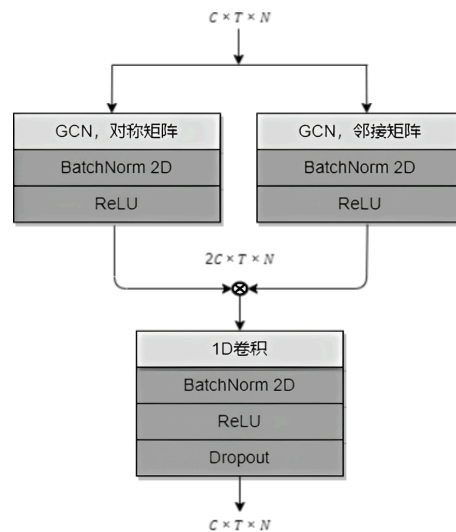 C × T × N
GCN，对称矩阵
BatchNorm 2D
ReLU
GCN，邻接矩阵
BatchNorm 2D
ReLU
2C × T × N
1D卷积
BatchNorm 2D
ReLU
Dropout
C × T × N